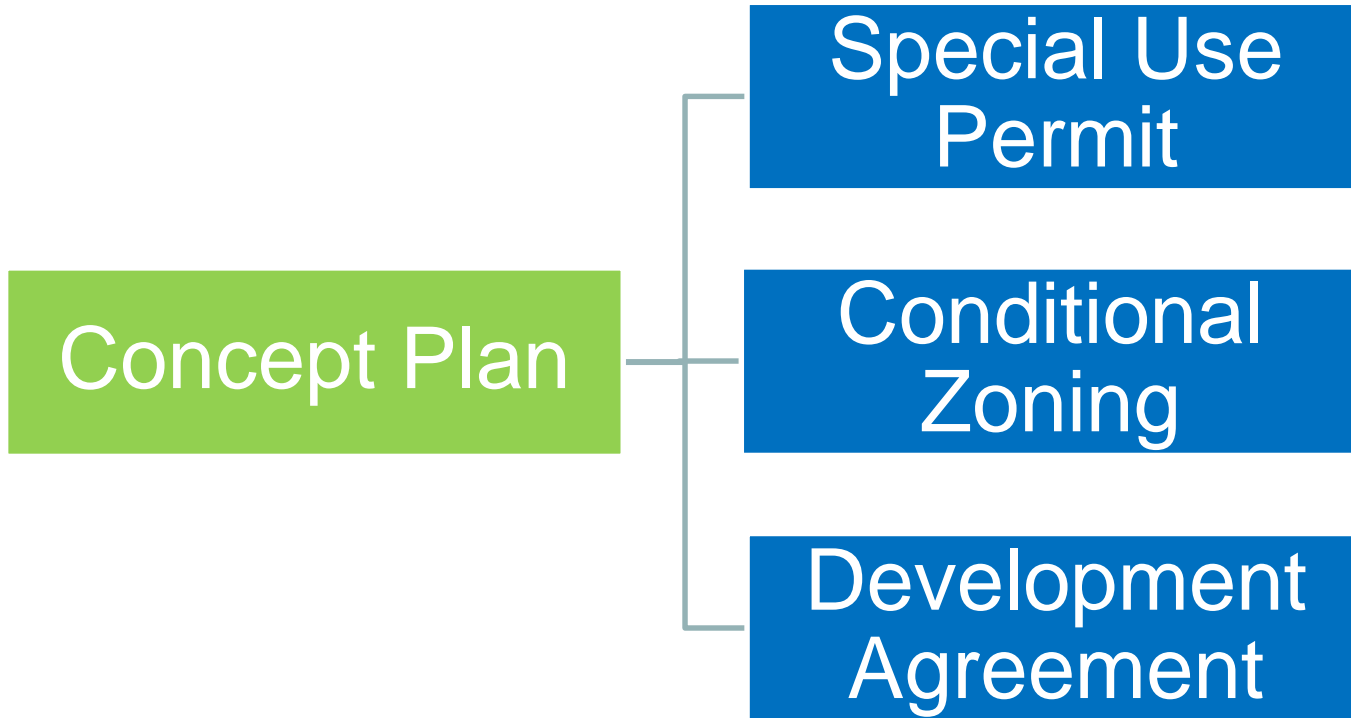 Special Use
Permit
Concept Plan
Conditional
Zoning
Development
Agreement